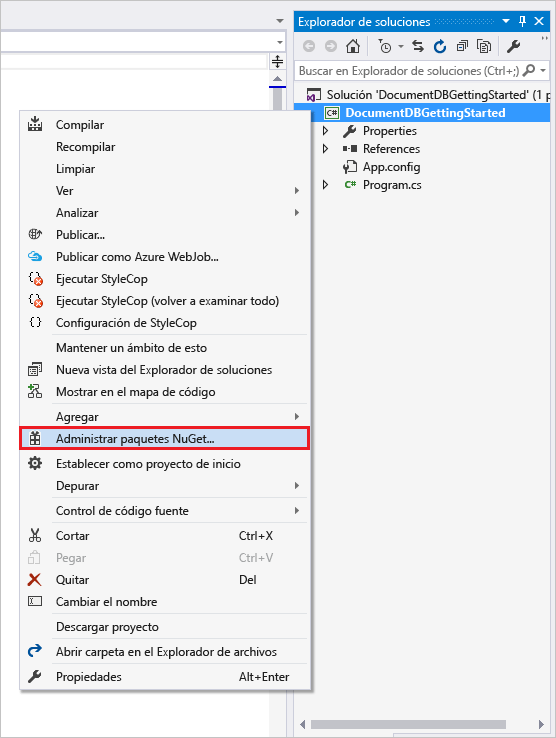 Explorador de soluciones
Buscar en Explorador de soluciones (Ctrl+;)
Solución 'DocumentDBGettingStarted' (1 p
C# DocumentDBGettingStarted
Properties
References
App.config
C# Program.cs
Compilar
Recompilar
Limpiar
Ver
Analizar
Publicar...
Publicar como Azure WebJob...
Ejecutar StyleCop
Ejecutar StyleCop (volver a examinar todo)
Configuración de StyleCop
Mantener un ámbito de esto
Nueva vista del Explorador de soluciones
Mostrar en el mapa de código
Agregar
Administrar paquetes NuGet...
Establecer como proyecto de inicio
Depurar
Control de código fuente
Cortar Ctrl+X
Pegar Ctrl+V
Quitar Del
Cambiar el nombre
Descargar proyecto
Abrir carpeta en el Explorador de archivos
Propiedades Alt+Enter